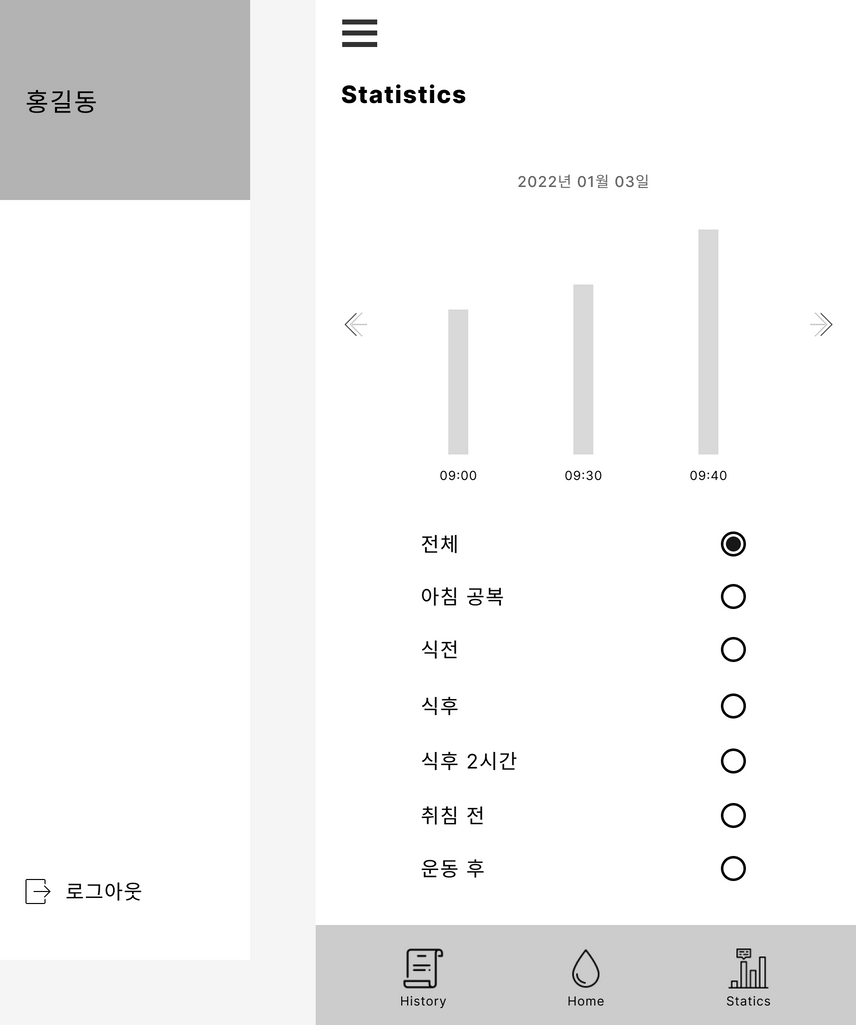 홍길동
로그아웃
Statistics
2022년 01월 03일
09:00 09:30 09:40
전체
아침 공복
식전
식후
식후 2시간
취침 전
운동 후
History Home Statics